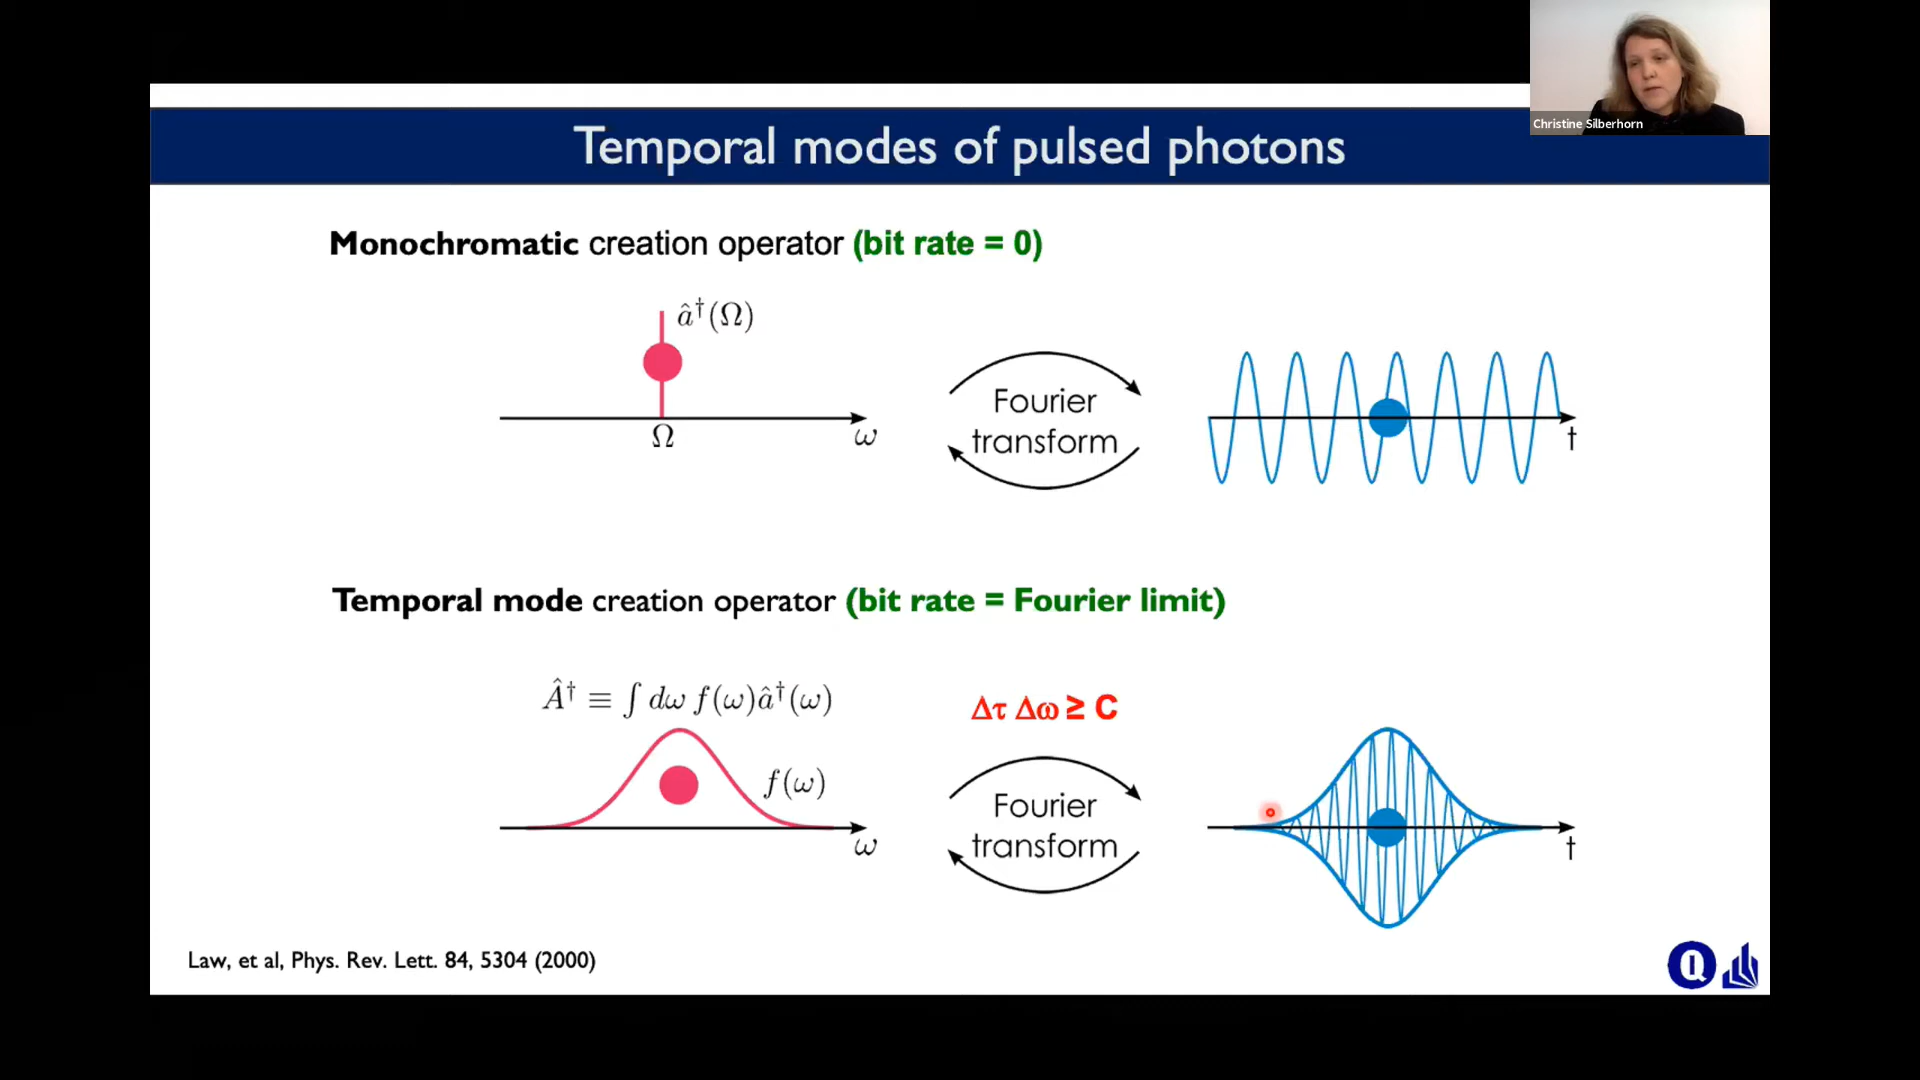 Christine Silberhorn
Temporal modes of pulsed photons
Monochromatic creation operator (bit rate = 0)
â†(Ω)
Fourier
transform
Ω
ω
t
Temporal mode creation operator (bit rate = Fourier limit)
Â† ≡ ∫ dω f(ω)â†(ω)
Δτ Δω ≥ C
f(ω)
Fourier
transform
ω
t
Law, et al, Phys. Rev. Lett. 84, 5304 (2000)
Q